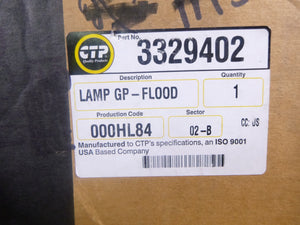 CTP
Quality Products
Part No.
3329402
Description
Quantity
LAMP GP-FLOOD
1
Production Code
Sector
000HL84
02-B
CC: US
Manufactured to CTP's specifications, an ISO 9001
USA Based Company